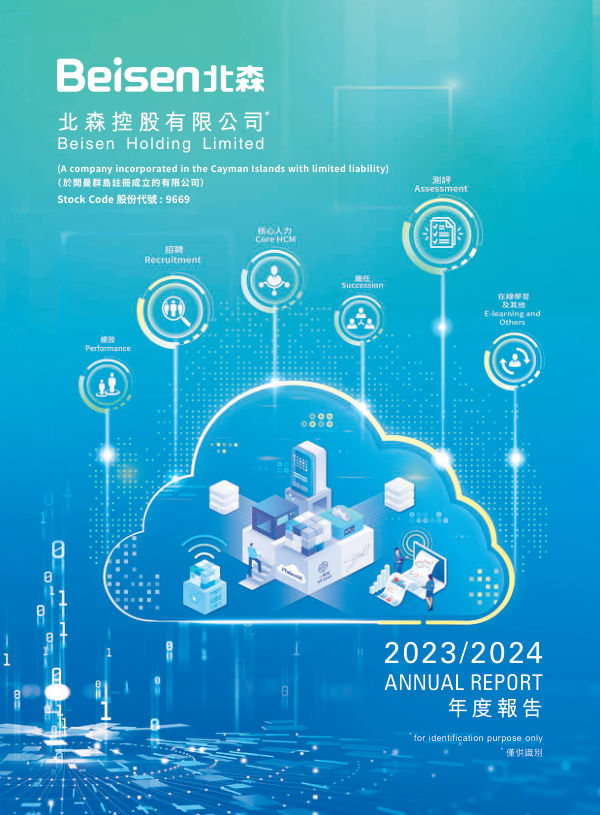 Beisen北森
北森控股有限公司*
Beisen Holding Limited
(A company incorporated in the Cayman Islands with limited liability)
（於開曼群島註冊成立的有限公司）
Stock Code 股份代號 : 9669
測評
Assessment
核心人力
Core HCM
招聘
Recruitment
繼任
Succession
在線學習
及其他
E-learning and
Others
績效
Performance
iTalentX
2023/2024
ANNUAL REPORT
年度報告
* for identification purpose only
* 僅供識別